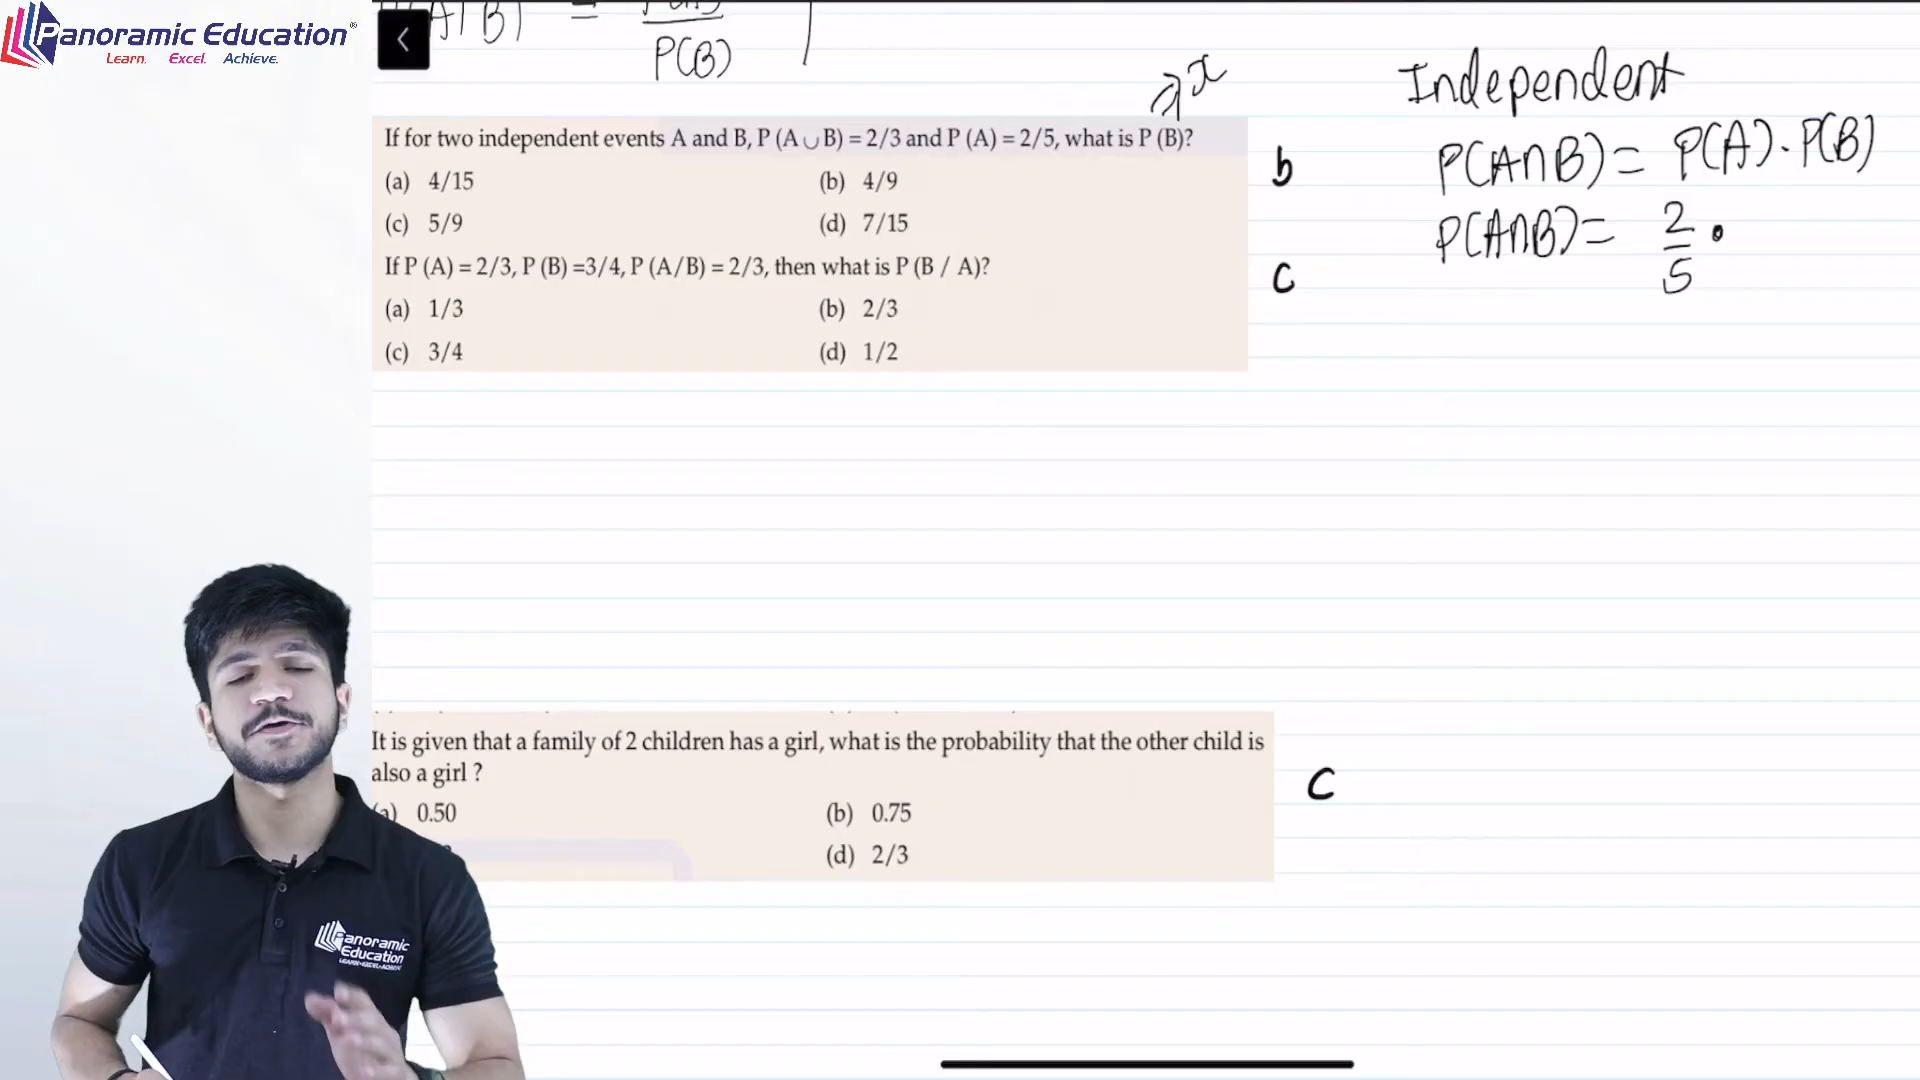 Panoramic Education®
Learn. Excel. Achieve.
A/B) =
P(B)
x
If for two independent events A and B, P (A ∪ B) = 2/3 and P (A) = 2/5, what is P (B)?
(a) 4/15 (b) 4/9
(c) 5/9 (d) 7/15
b
If P (A) = 2/3, P (B) =3/4, P (A/B) = 2/3, then what is P (B / A)?
(a) 1/3 (b) 2/3
(c) 3/4 (d) 1/2
c
Independent
P(A∩B) = P(A) . P(B)
P(A∩B) = 2/5 •
It is given that a family of 2 children has a girl, what is the probability that the other child is
also a girl ?
(a) 0.50 (b) 0.75
(d) 2/3
C
Panoramic
Education
LEARN•EXCEL•ACHIEVE